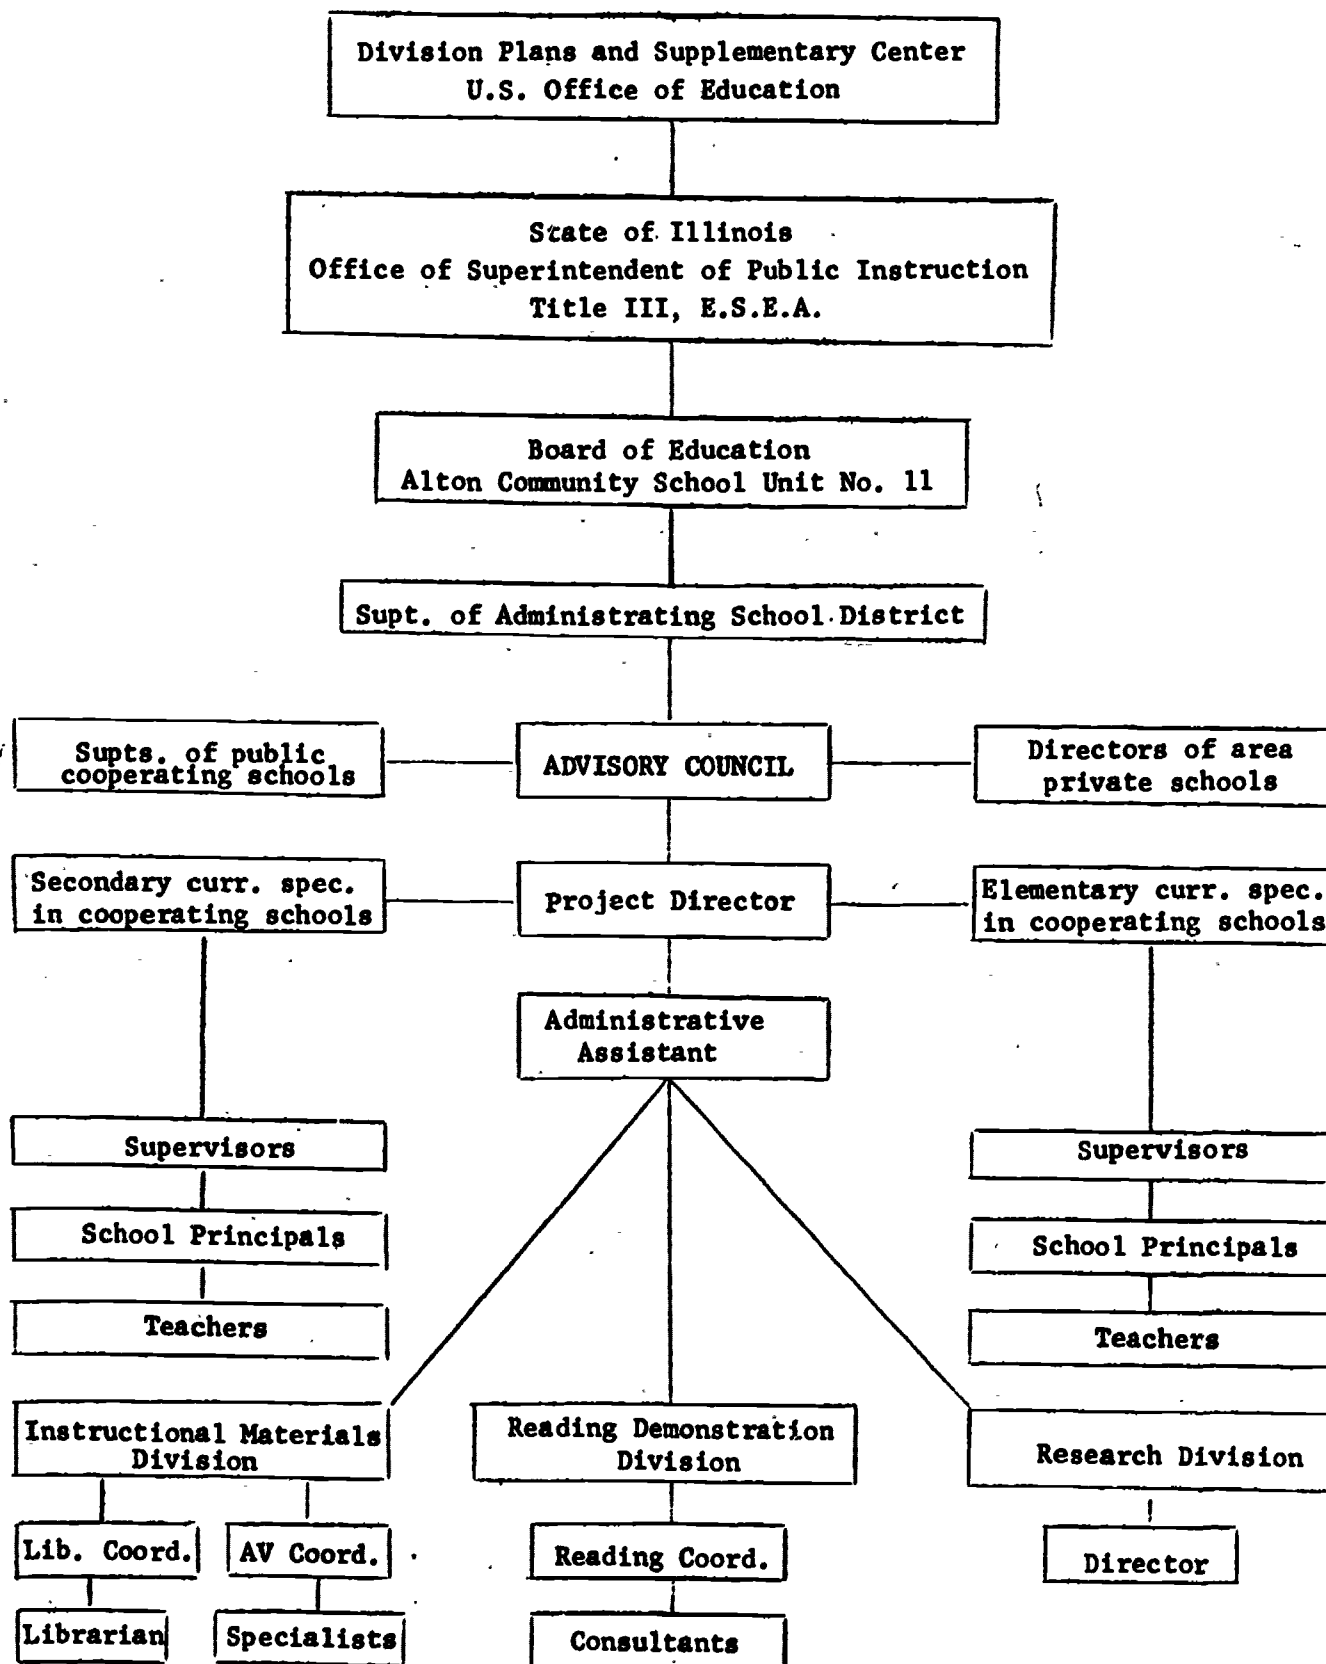 Division Plans and Supplementary Center
U.S. Office of Education
State of Illinois
Office of Superintendent of Public Instruction
Title III, E.S.E.A.
Board of Education
Alton Community School Unit No. 11
Supt. of Administrating School District
Supts. of public
cooperating schools
ADVISORY COUNCIL
Directors of area
private schools
Secondary curr. spec.
in cooperating schools
Project Director
Elementary curr. spec.
in cooperating schools
Administrative
Assistant
Supervisors
School Principals
Teachers
Supervisors
School Principals
Teachers
Instructional Materials
Division
Reading Demonstration
Division
Research Division
Lib. Coord.
AV Coord.
Reading Coord.
Director
Librarian
Specialists
Consultants